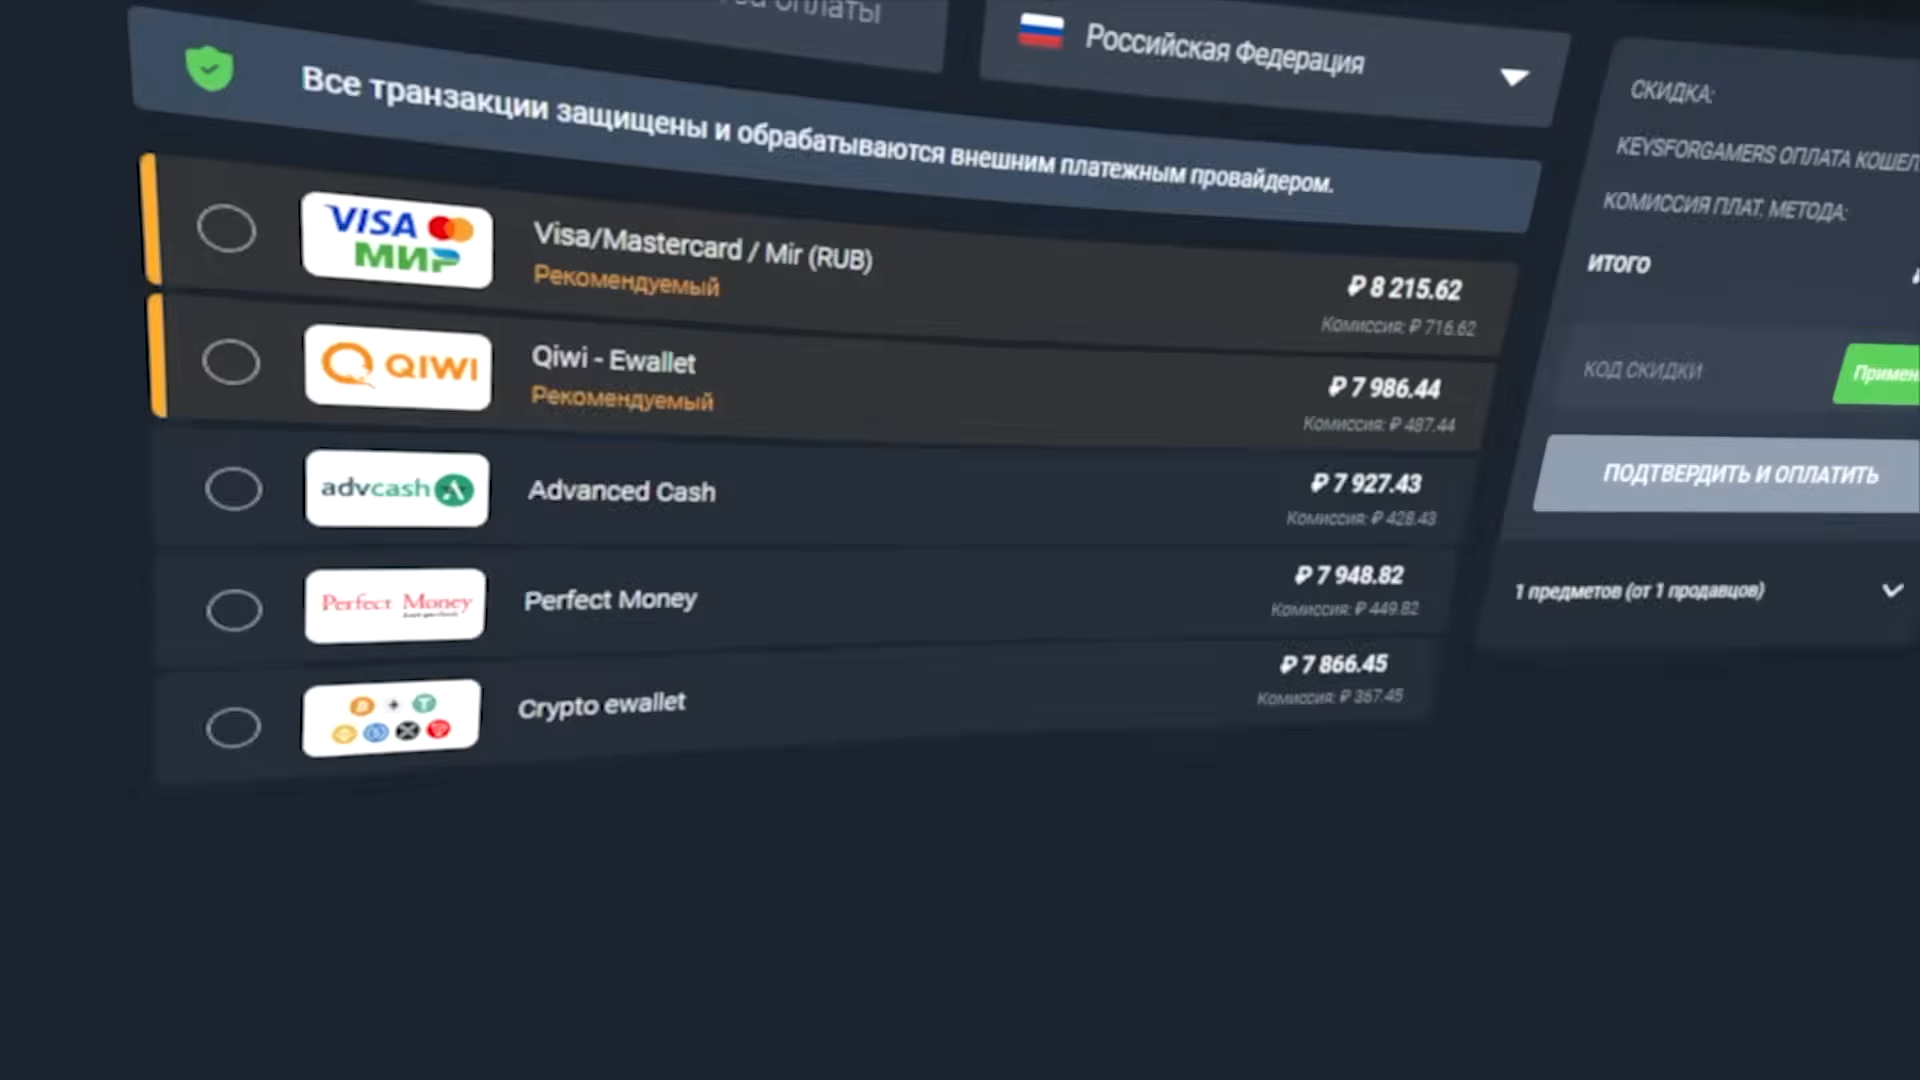 оплаты
Российская Федерация
Все транзакции защищены и обрабатываются внешним платежным провайдером.
VISA
МИР
Visa/Mastercard / Mir (RUB)
Рекомендуемый
₽ 8 215.62
Комиссия: ₽ 716.62
QIWI
Qiwi - Ewallet
Рекомендуемый
₽ 7 986.44
Комиссия: ₽ 487.44
advcash
Advanced Cash
₽ 7 927.43
Комиссия: ₽ 428.43
Perfect Money
Perfect Money
₽ 7 948.82
Комиссия: ₽ 449.82
Crypto ewallet
₽ 7 866.45
Комиссия: ₽ 367.45
СКИДКА:
KEYSFORGAMERS ОПЛАТА КОШЕЛ
КОМИССИЯ ПЛАТ. МЕТОДА:
ИТОГО
КОД СКИДКИ
Примен
ПОДТВЕРДИТЬ И ОПЛАТИТЬ
1 предметов (от 1 продавцов)